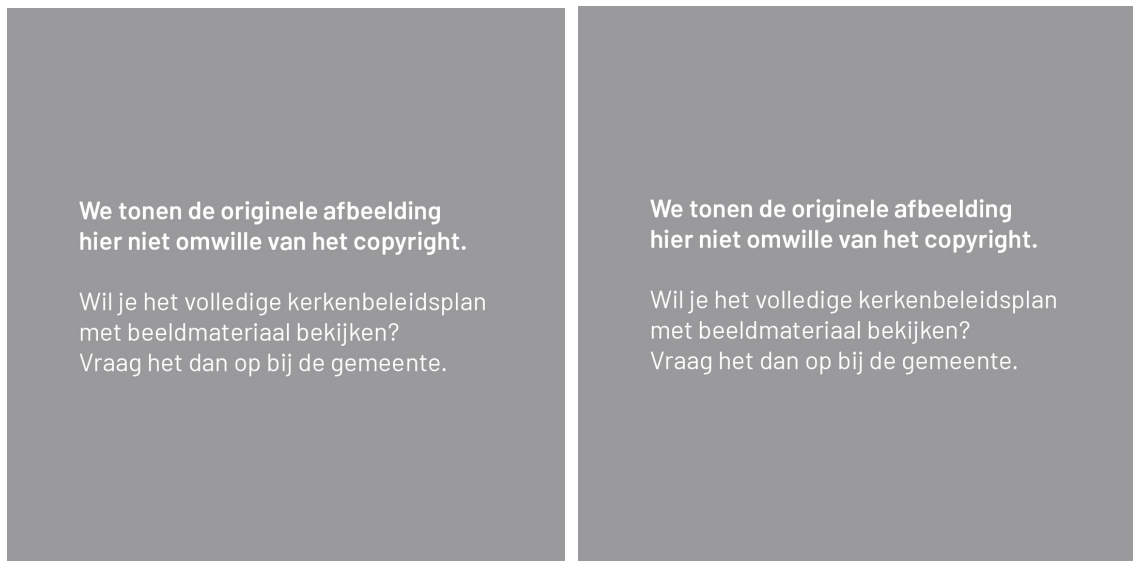 We tonen de originele afbeelding
hier niet omwille van het copyright.
Wil je het volledige kerkenbeleidsplan
met beeldmateriaal bekijken?
Vraag het dan op bij de gemeente.
We tonen de originele afbeelding
hier niet omwille van het copyright.
Wil je het volledige kerkenbeleidsplan
met beeldmateriaal bekijken?
Vraag het dan op bij de gemeente.